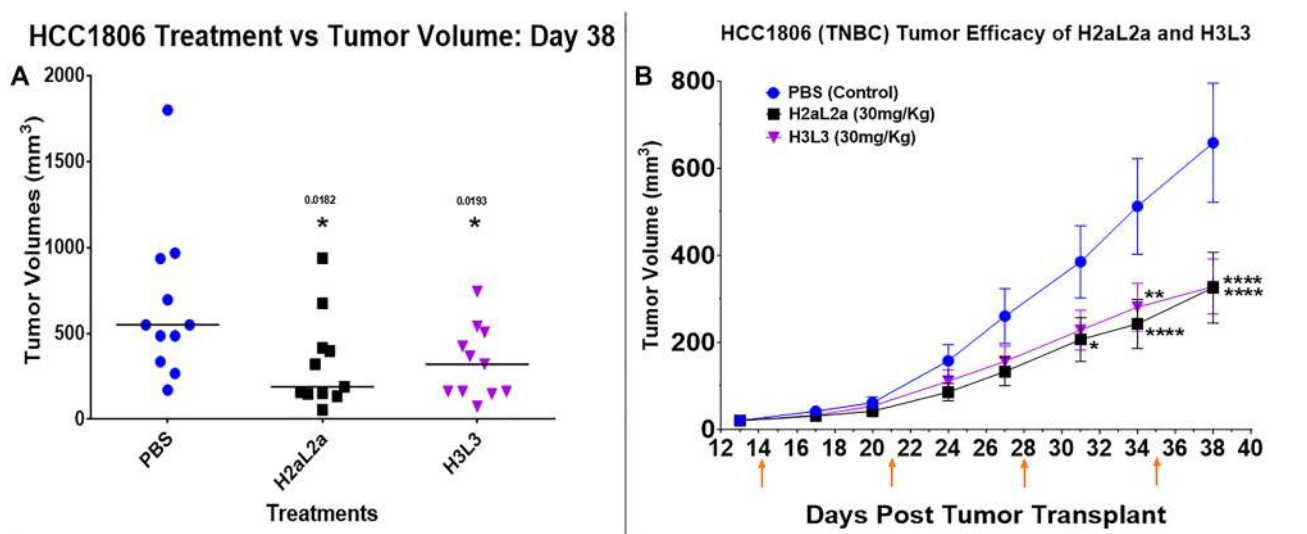 HCC1806 Treatment vs Tumor Volume: Day 38
A
2000
1500
1000
500
0
Tumor Volumes (mm³)
0.0182
*
0.0193
*
PBS
H2aL2a
H3L3
Treatments
HCC1806 (TNBC) Tumor Efficacy of H2aL2a and H3L3
B
800
600
400
200
0
Tumor Volume (mm³)
PBS (Control)
H2aL2a (30mg/Kg)
H3L3 (30mg/Kg)
*
**
****
****
****
12 14 16 18 20 22 24 26 28 30 32 34 36 38 40
Days Post Tumor Transplant